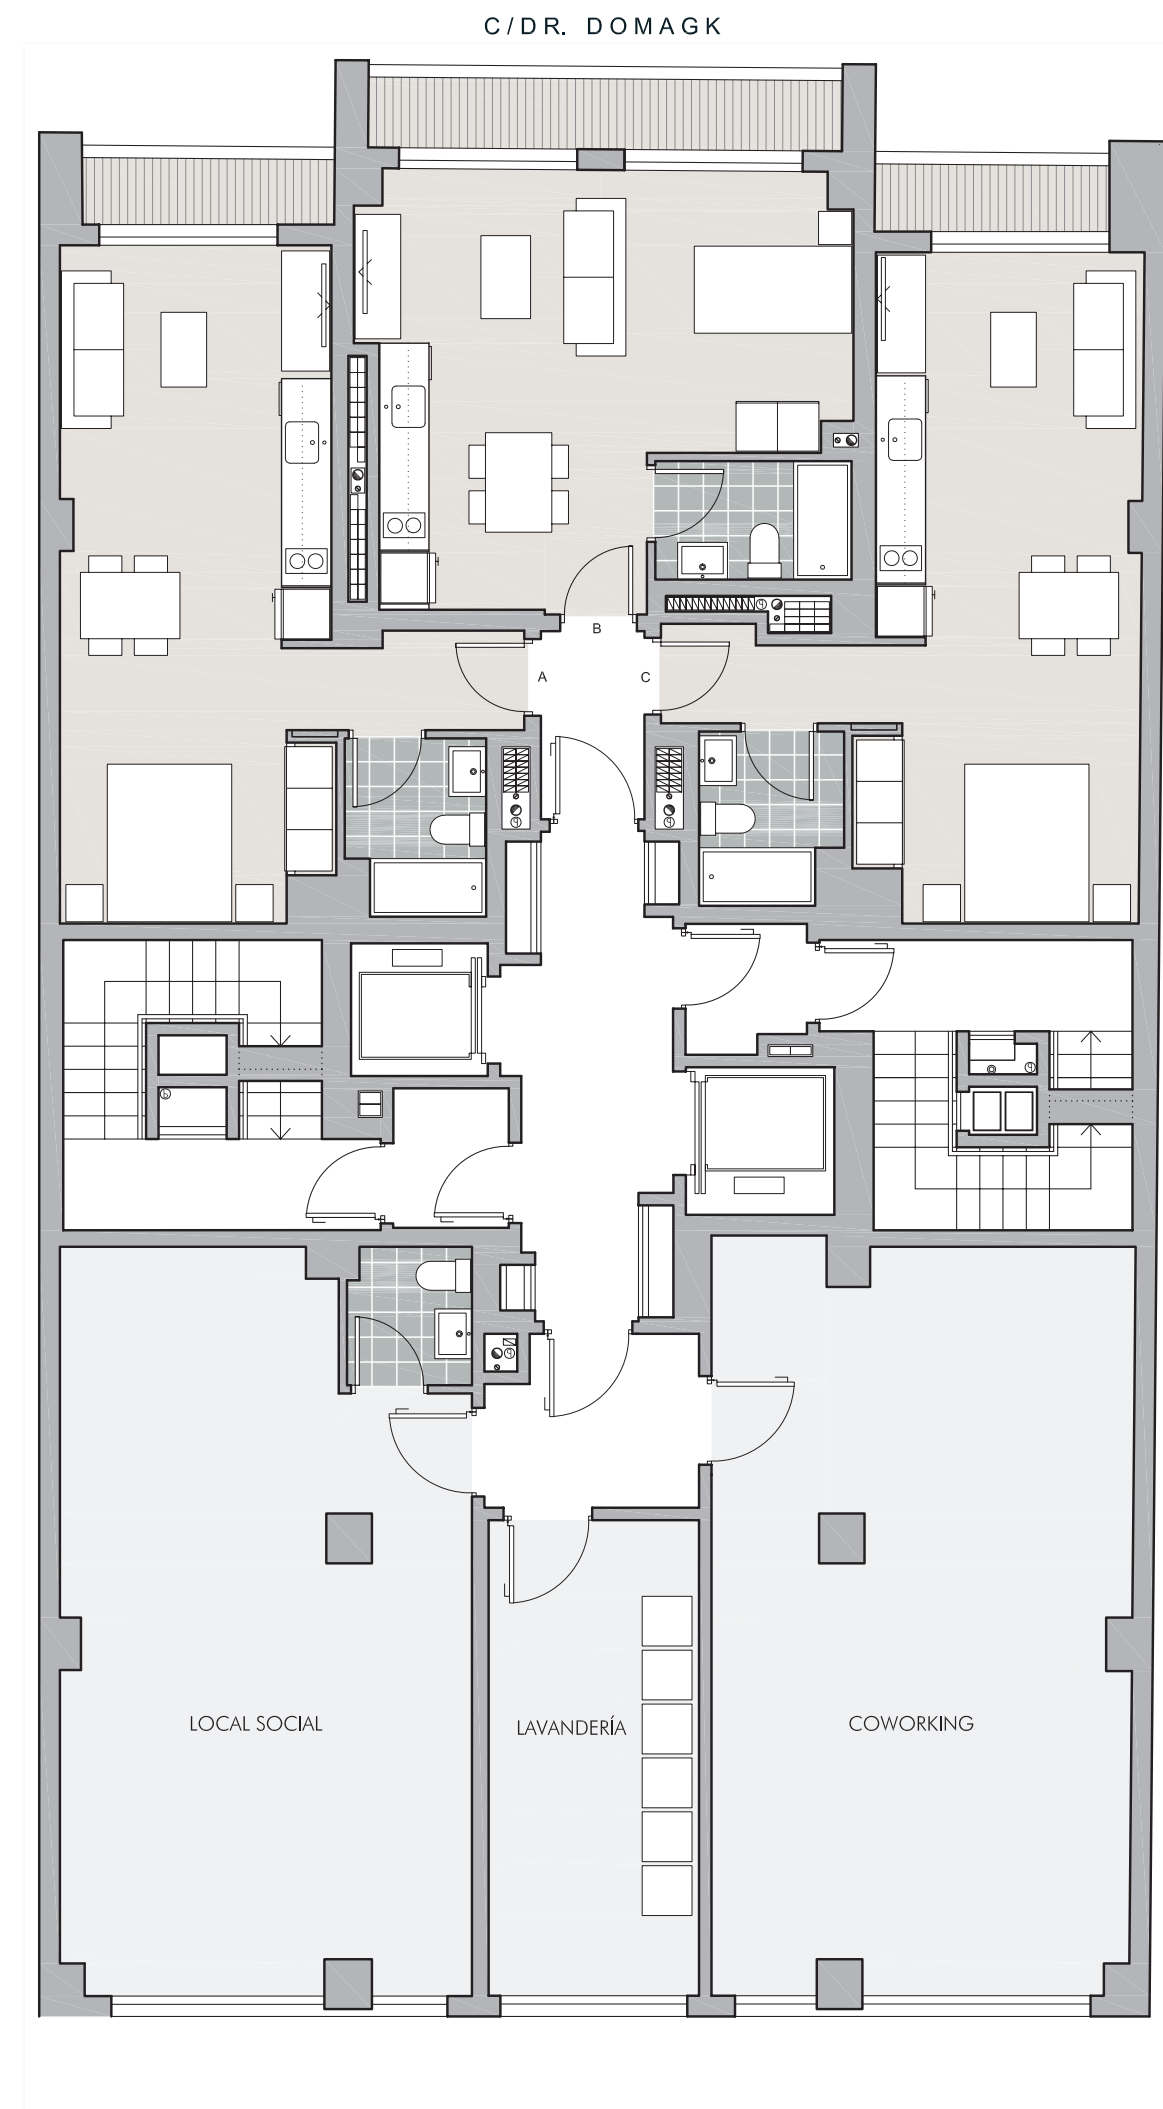 C/DR. DOMAGK
B
A
C
LOCAL SOCIAL
LAVANDERÍA
COWORKING